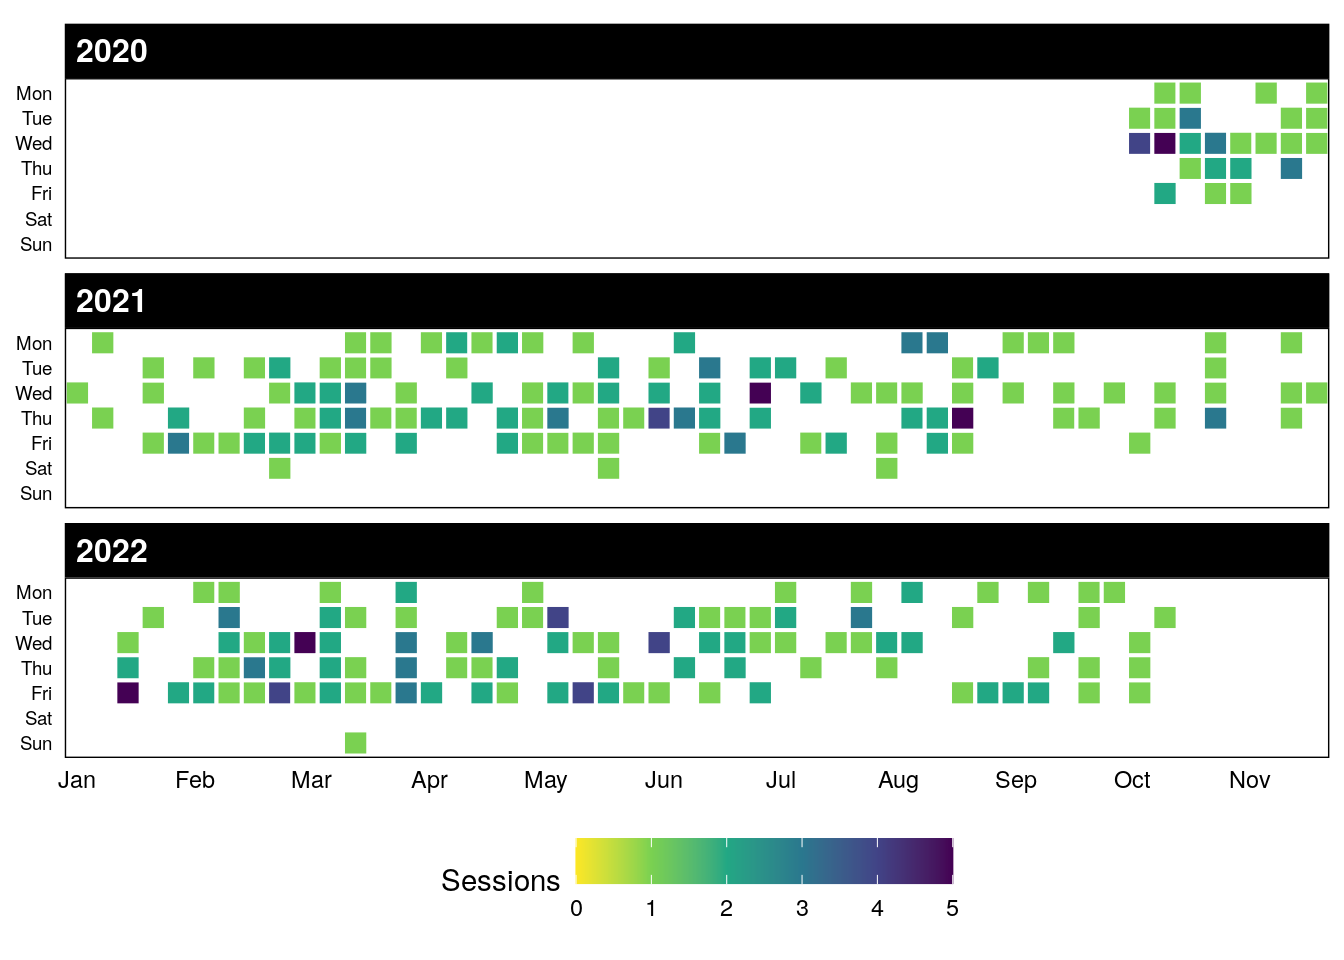 2020
Mon
Tue
Wed
Thu
Fri
Sat
Sun
2021
Mon
Tue
Wed
Thu
Fri
Sat
Sun
2022
Mon
Tue
Wed
Thu
Fri
Sat
Sun
Jan Feb Mar Apr May Jun Jul Aug Sep Oct Nov
Sessions
0 1 2 3 4 5